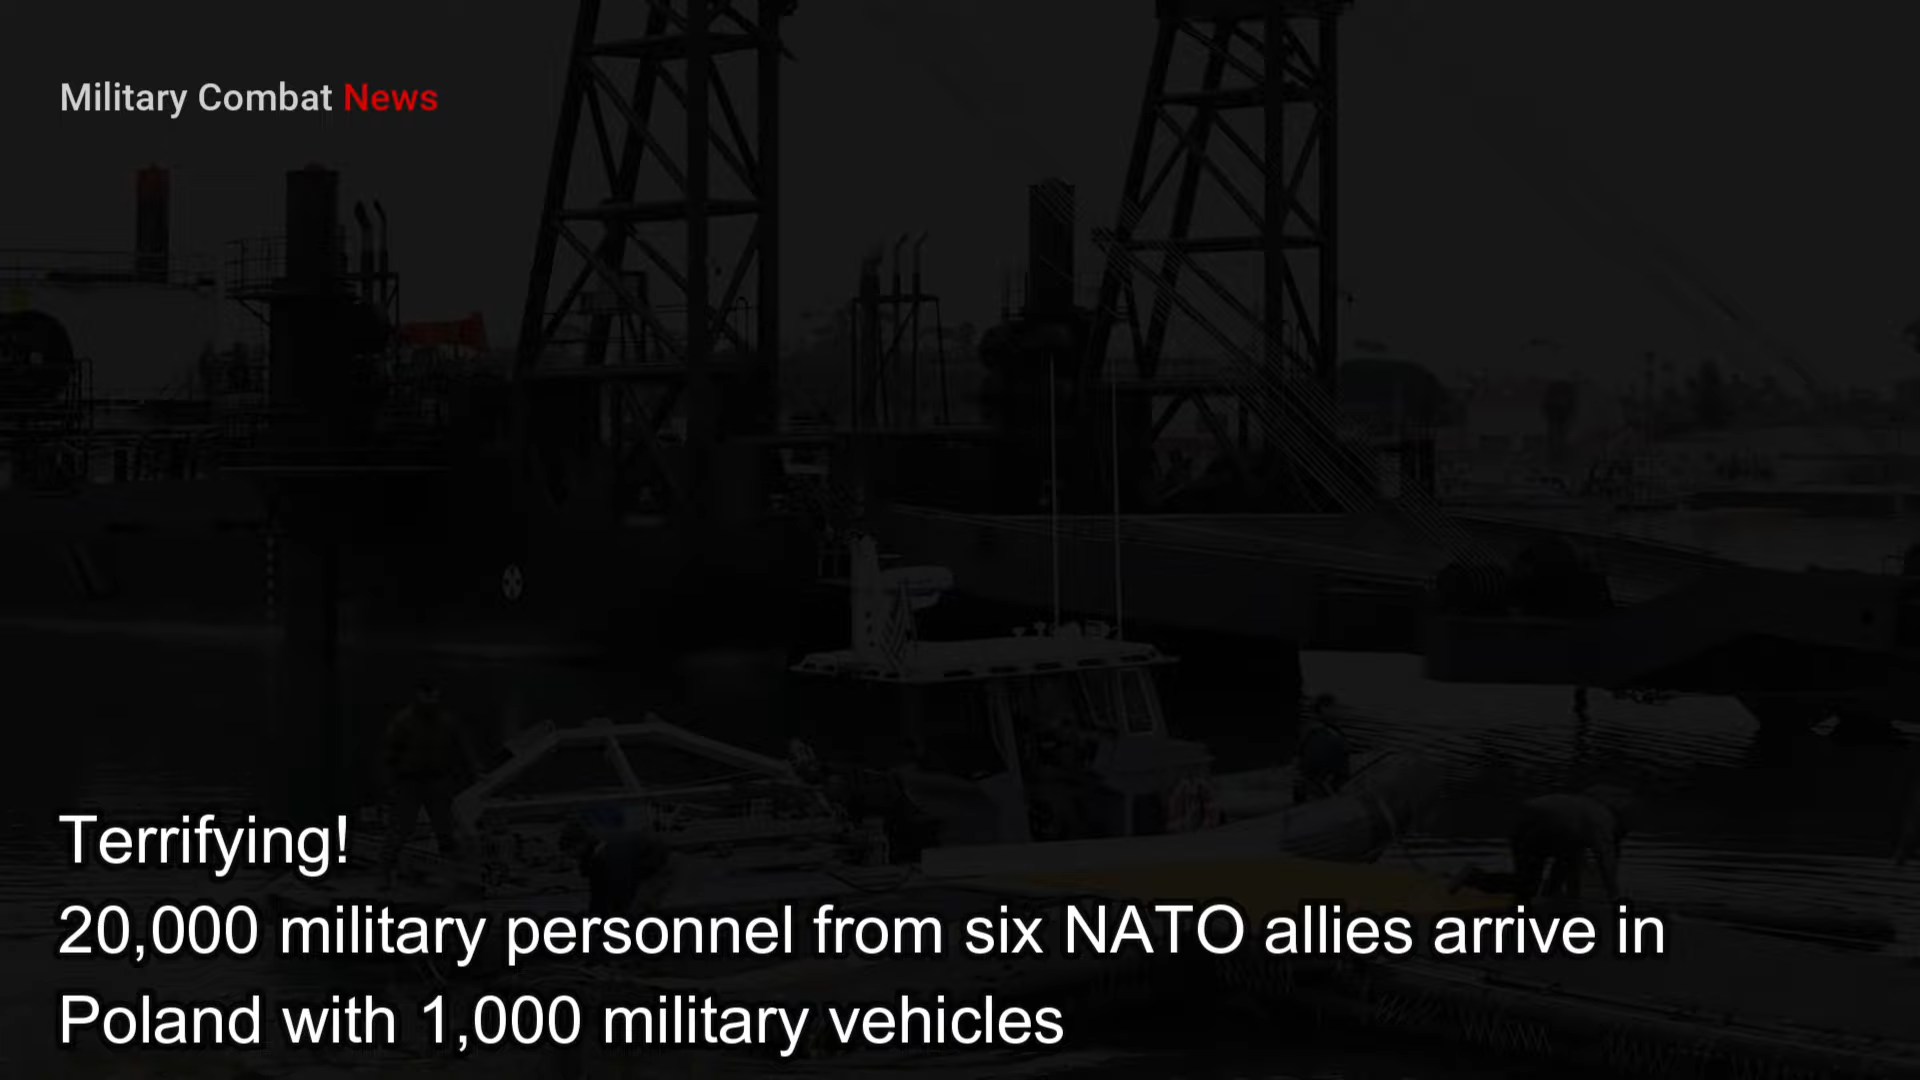 Military Combat News
Terrifying!
20,000 military personnel from six NATO allies arrive in
Poland with 1,000 military vehicles